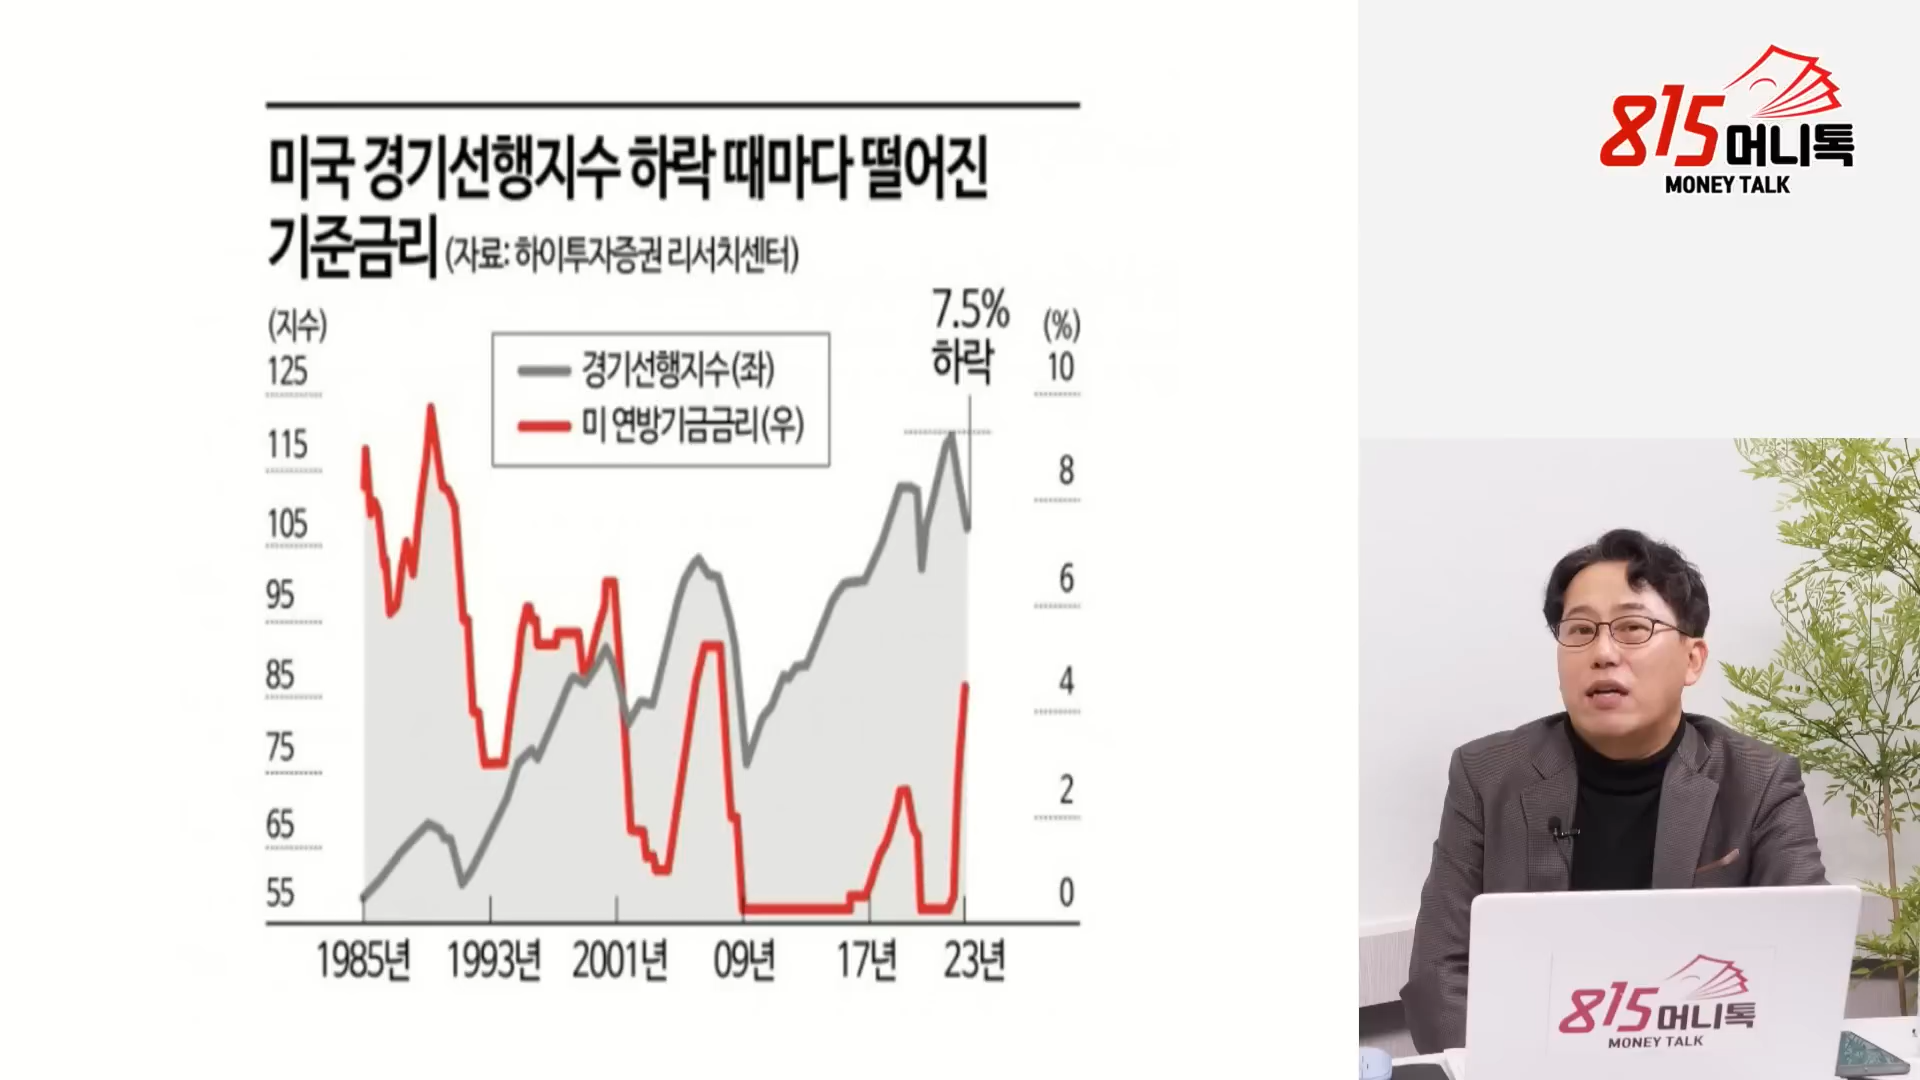 미국 경기선행지수 하락 때마다 떨어진
기준금리 (자료: 하이투자증권 리서치센터)
(지수)
125
115
105
95
85
75
65
55
경기선행지수(좌)
미 연방기금금리(우)
7.5%
하락
(%)
10
8
6
4
2
0
1985년 1993년 2001년 09년 17년 23년
815머니톡
MONEY TALK
815머니톡
MONEY TALK